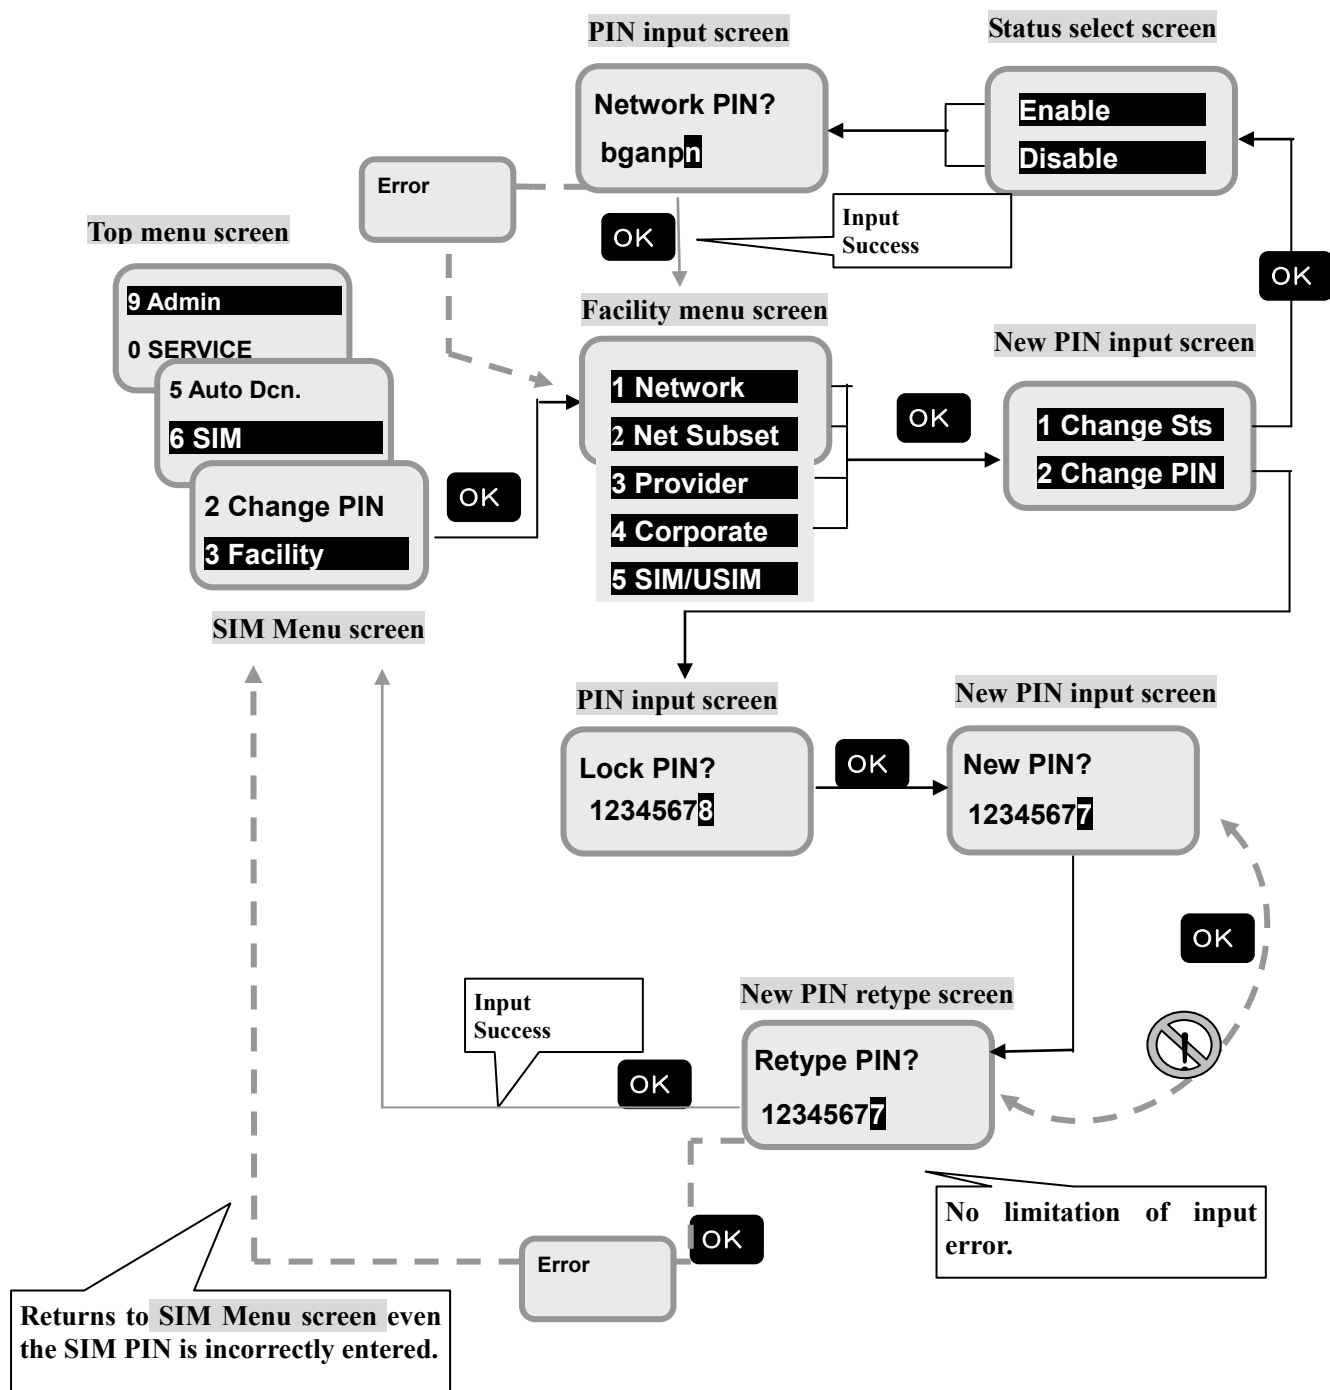 PIN input screen
Status select screen
Network PIN?
bganpn
Enable
Disable
Error
OK
Input
Success
OK
Top menu screen
9 Admin
0 SERVICE
5 Auto Dcn.
6 SIM
2 Change PIN
3 Facility
OK
SIM Menu screen
Facility menu screen
1 Network
2 Net Subset
3 Provider
4 Corporate
5 SIM/USIM
OK
New PIN input screen
1 Change Sts
2 Change PIN
PIN input screen
Lock PIN?
12345678
OK
New PIN input screen
New PIN?
12345677
OK
New PIN retype screen
Retype PIN?
12345677
Input
Success
OK
No limitation of input
error.
OK
Error
Returns to SIM Menu screen even
the SIM PIN is incorrectly entered.